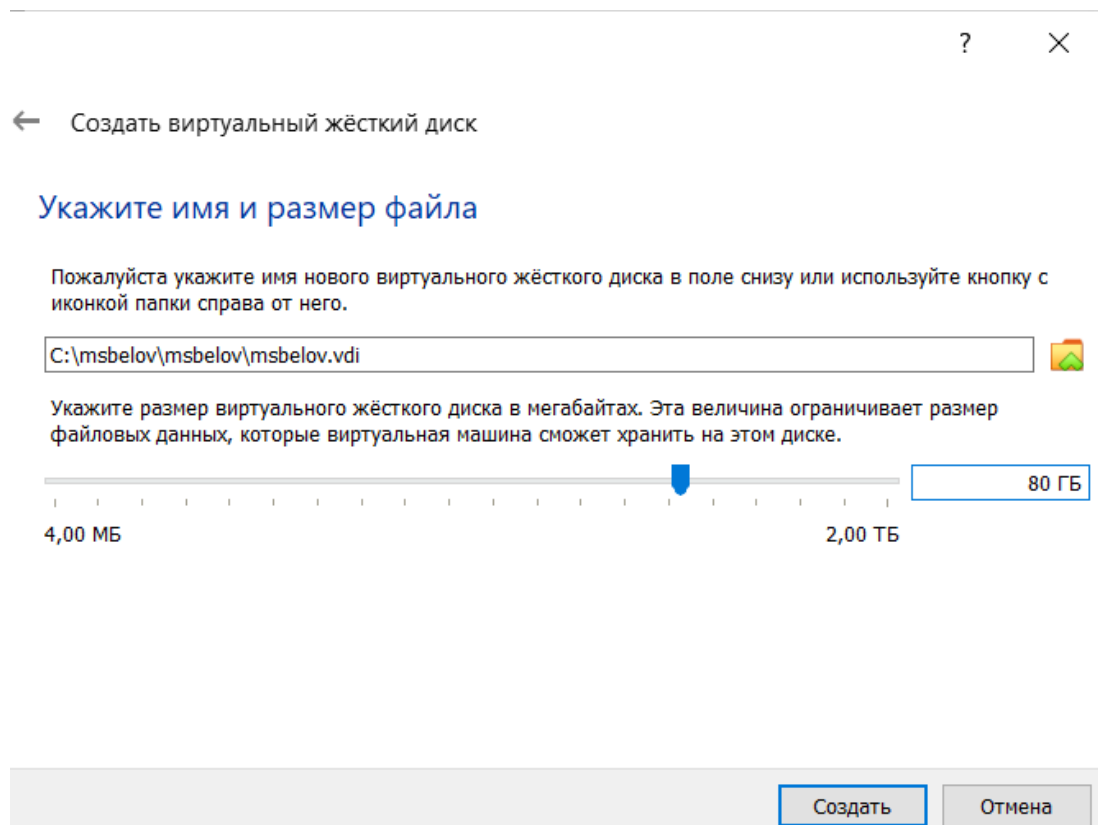 ?
Создать виртуальный жёсткий диск
Укажите имя и размер файла
Пожалуйста укажите имя нового виртуального жёсткого диска в поле снизу или используйте кнопку с
иконкой папки справа от него.
C:\msbelov\msbelov\msbelov.vdi
Укажите размер виртуального жёсткого диска в мегабайтах. Эта величина ограничивает размер
файловых данных, которые виртуальная машина сможет хранить на этом диске.
80 ГБ
4,00 МБ 2,00 ТБ
Создать Отмена